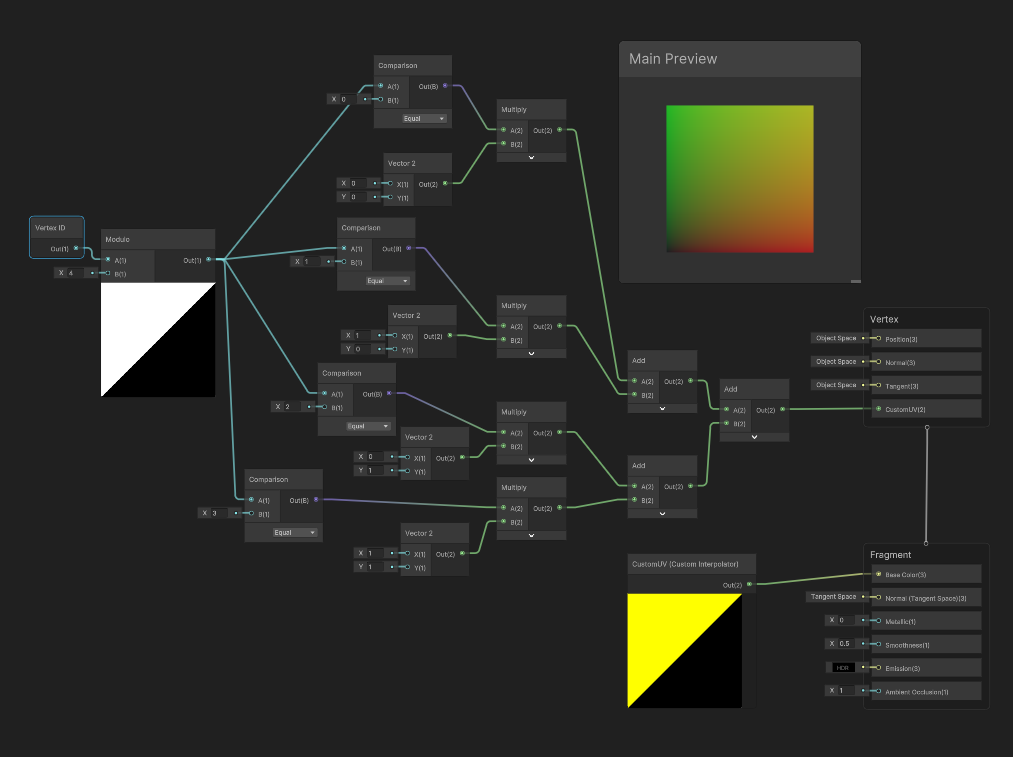 Main Preview
Comparison
A(1) Out(B)
X 0 B(1)
Equal
Multiply
A(2) Out(2)
B(2)
Vector 2
X 0 X(1) Out(2)
Y 0 Y(1)
Vertex ID
Out(1)
Modulo
A(1) Out(1)
X 4 B(1)
Comparison
A(1) Out(B)
X 1 B(1)
Equal
Multiply
A(2) Out(2)
B(2)
Vector 2
X 1 X(1) Out(2)
Y 0 Y(1)
Comparison
A(1) Out(B)
X 2 B(1)
Equal
Multiply
A(2) Out(2)
B(2)
Vector 2
X 0 X(1) Out(2)
Y 1 Y(1)
Comparison
A(1) Out(B)
X 3 B(1)
Equal
Multiply
A(2) Out(2)
B(2)
Vector 2
X 1 X(1) Out(2)
Y 1 Y(1)
Add
A(2) Out(2)
B(2)
Add
A(2) Out(2)
B(2)
Add
A(2) Out(2)
B(2)
Vertex
Object Space Position(3)
Object Space Normal(3)
Object Space Tangent(3)
CustomUV(2)
CustomUV (Custom Interpolator)
Out(2)
Fragment
Base Color(3)
Tangent Space Normal (Tangent Space)(3)
X 0 Metallic(1)
X 0.5 Smoothness(1)
HDR Emission(3)
X 1 Ambient Occlusion(1)